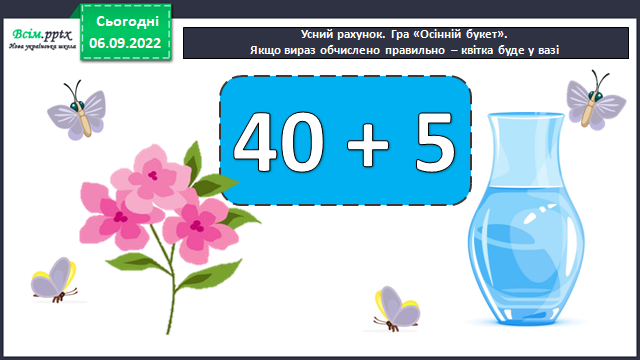 Всім.pptx
Нова українська школа
Сьогодні
06.09.2022
Усний рахунок. Гра «Осінній букет».
Якщо вираз обчислено правильно – квітка буде у вазі
40 + 5